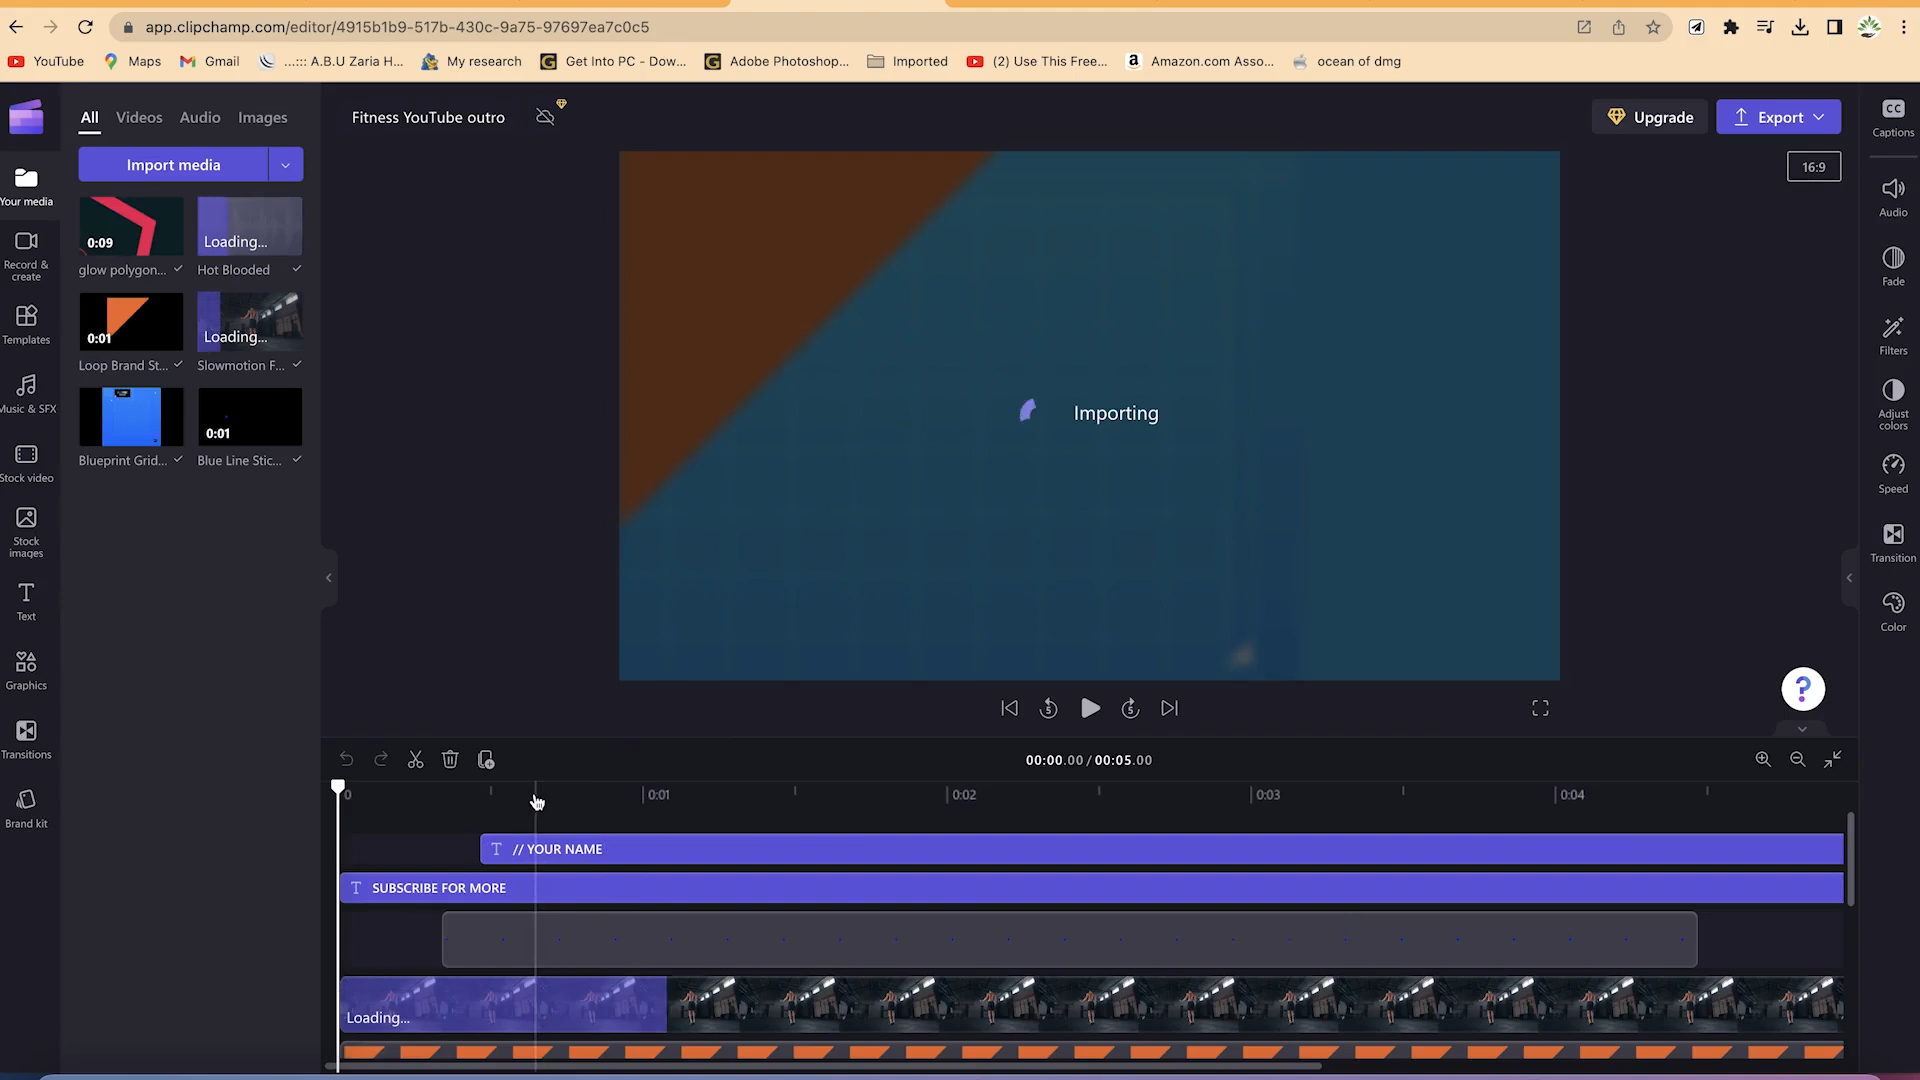 app.clipchamp.com/editor/4915b1b9-517b-430c-9a75-97697ea7c0c5
YouTube
Maps
Gmail
...::: A.B.U Zaria H...
My research
Get Into PC - Dow...
Adobe Photoshop...
Imported
(2) Use This Free...
Amazon.com Asso...
ocean of dmg
All
Videos
Audio
Images
Fitness YouTube outro
Upgrade
Export
CC
Captions
Import media
16:9
Your media
0:09
Loading...
glow polygon...
Hot Blooded
Audio
Record &
create
Fade
0:01
Loading...
Loop Brand St...
Slowmotion F...
Templates
Filters
Music & SFX
Importing
Adjust
colors
0:01
Blueprint Grid...
Blue Line Stic...
Stock video
Speed
Stock
images
Transition
Text
Color
Graphics
?
5
5
Transitions
00:00.00 / 00:05.00
0
0:01
0:02
0:03
0:04
Brand kit
T // YOUR NAME
T SUBSCRIBE FOR MORE
Loading...